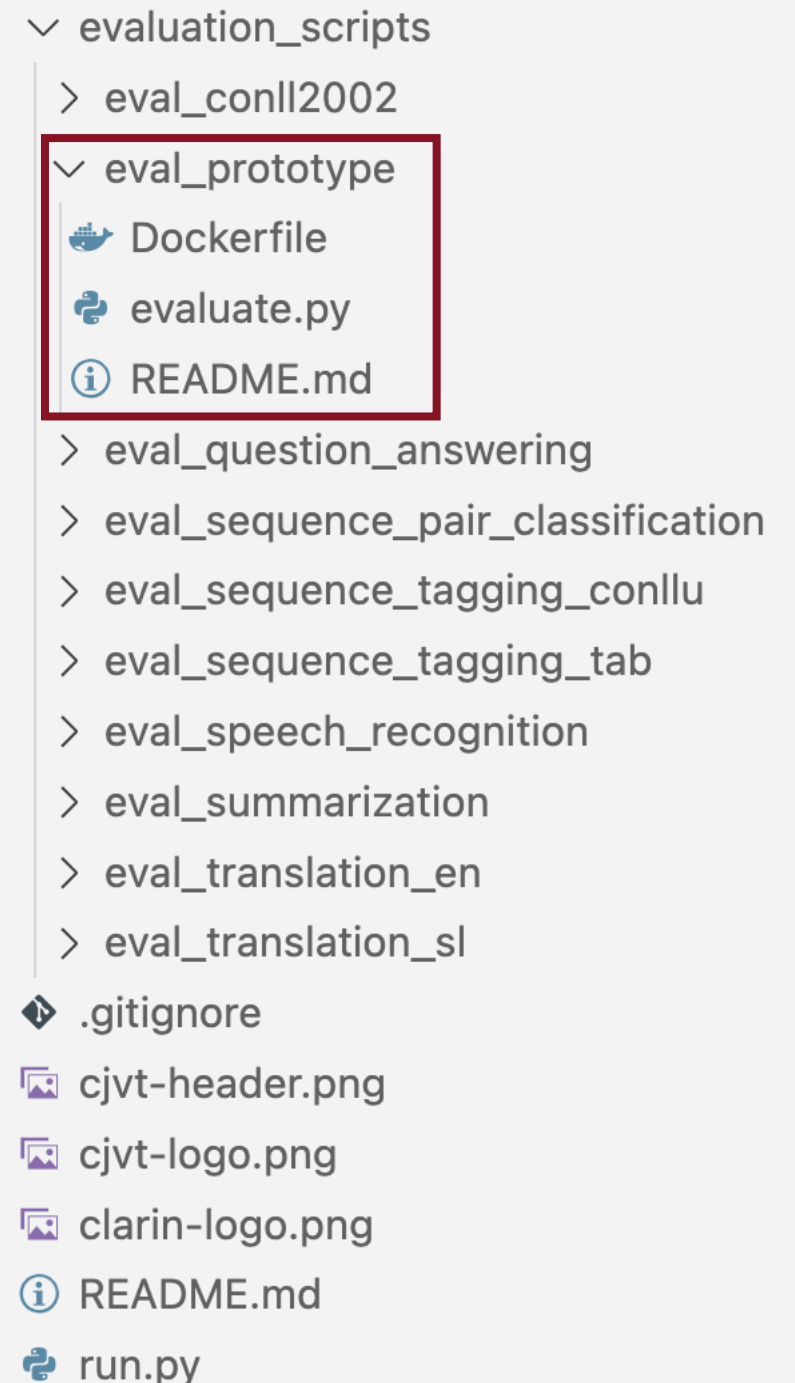 evaluation_scripts
eval_conll2002
eval_prototype
Dockerfile
evaluate.py
README.md
eval_question_answering
eval_sequence_pair_classification
eval_sequence_tagging_conllu
eval_sequence_tagging_tab
eval_speech_recognition
eval_summarization
eval_translation_en
eval_translation_sl
.gitignore
cjvt-header.png
cjvt-logo.png
clarin-logo.png
README.md
run.py